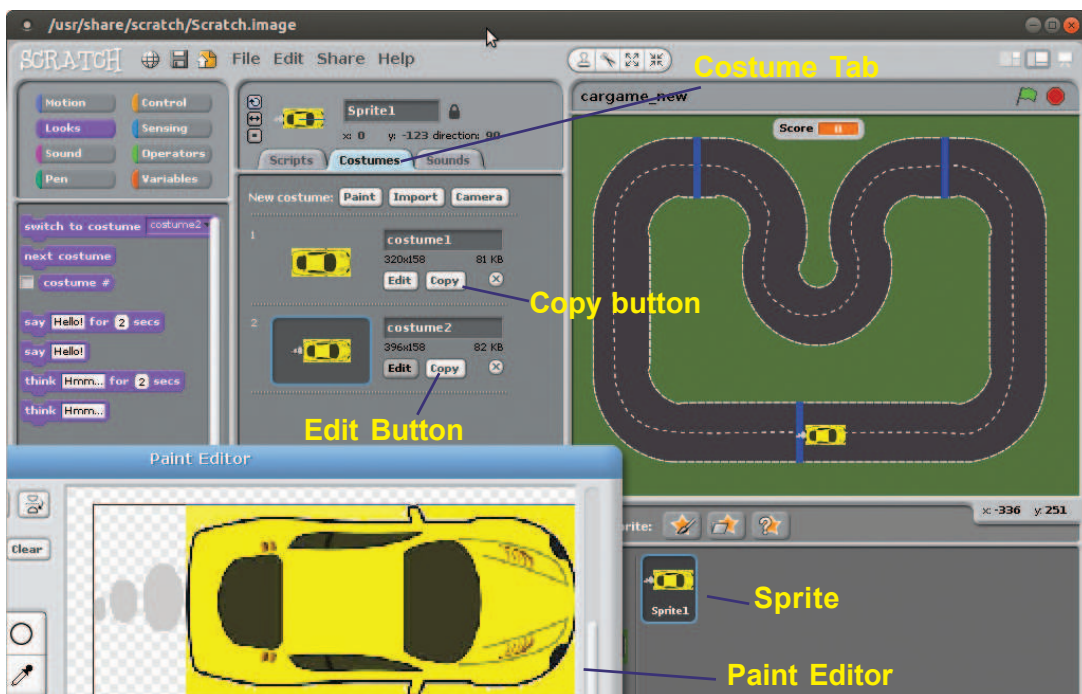 /usr/share/scratch/Scratch.image
SCRATCH File Edit Share Help
Costume Tab
Motion Control
Looks Sensing
Sound Operators
Pen Variables
Sprite1
x: 0 y: -123 direction: 90
Scripts Costumes Sounds
cargame_new
Score
New costume: Paint Import Camera
1
costume1
320x158 81 KB
Edit Copy
Copy button
2
costume2
396x158 82 KB
Edit Copy
Edit Button
switch to costume costume2
next costume
costume #
say Hello! for 2 secs
say Hello!
think Hmm... for 2 secs
think Hmm...
Paint Editor
Clear
x: -336 y: 251
rite:
Sprite1
Sprite
Paint Editor